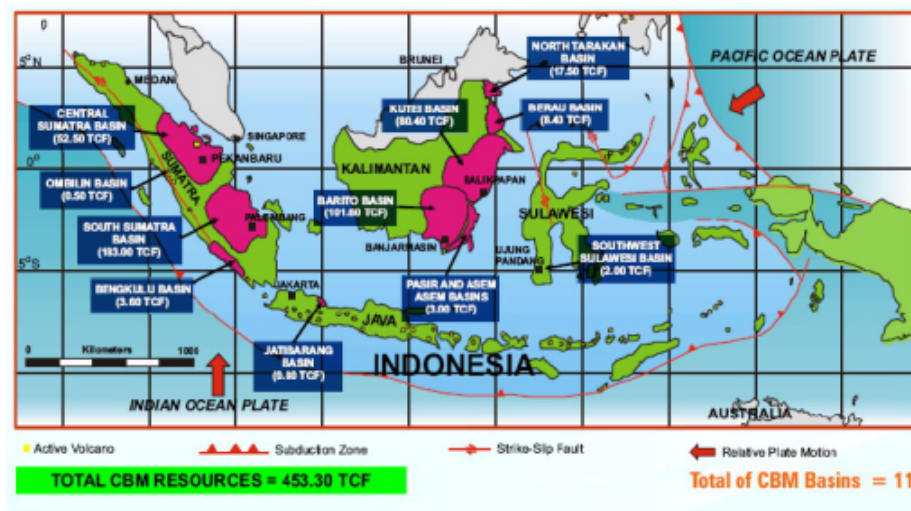 NORTH TARAKAN
BASIN
(17.50 TCF)
PACIFIC OCEAN PLATE
BRUNEI
5°N
MEDAN
KUTEI BASIN
(80.40 TCF)
BERAU BASIN
(8.40 TCF)
CENTRAL
SUMATRA BASIN
(52.50 TCF)
SINGAPORE
PEKANBARU
KALIMANTAN
0°
SUMATRA
OMBILIN BASIN
(0.50 TCF)
BALIKPAPAN
BARITO BASIN
(101.60 TCF)
SULAWESI
PALEMBANG
SOUTH SUMATRA
BASIN
(183.00 TCF)
BANJARMASIN
UJUNG
PANDANG
SOUTHWEST
SULAWESI BASIN
(2.00 TCF)
5°S
BENGKULU BASIN
(3.60 TCF)
JAKARTA
PASIR AND ASEM
ASEM BASINS
(3.00 TCF)
JAVA
0 Kilometers 1000
JATIBARANG
BASIN
(0.80 TCF)
INDONESIA
INDIAN OCEAN PLATE
AUSTRALIA
Active Volcano
Subduction Zone
Strike-Slip Fault
Relative Plate Motion
TOTAL CBM RESOURCES = 453.30 TCF
Total of CBM Basins = 11